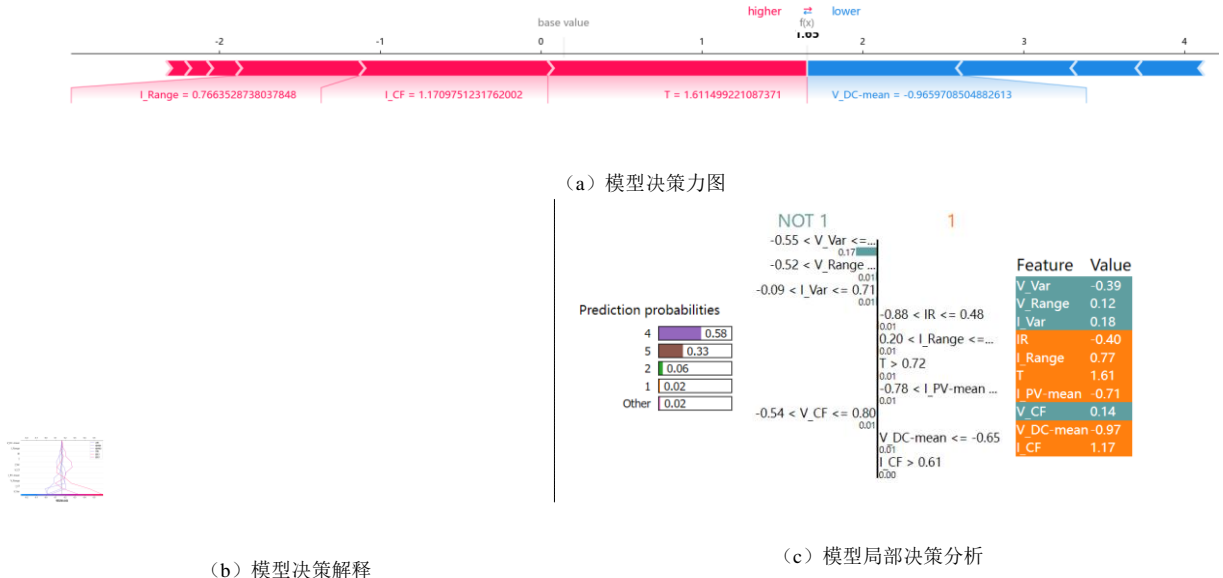 higher ⇄ lower
base value
f(x)
1.65
-2 -1 0 1 2 3 4
I_Range = 0.7663528738037848 I_CF = 1.1709751231762002 T = 1.611499221087371 V_DC-mean = -0.9659708504882613
（a）模型决策力图
NOT 1 1
-0.55 < V_Var <=...
0.17
-0.52 < V_Range ...
0.01
-0.09 < I_Var <= 0.71
0.01
-0.88 < IR <= 0.48
0.01
0.20 < I_Range <=...
0.01
T > 0.72
0.01
-0.78 < I_PV-mean ...
0.01
-0.54 < V_CF <= 0.80
0.01
V_DC-mean <= -0.65
0.01
I_CF > 0.61
0.00
Prediction probabilities
4 0.58
5 0.33
2 0.06
1 0.02
Other 0.02
Feature Value
V_Var -0.39
V_Range 0.12
I_Var 0.18
IR -0.40
I_Range 0.77
T 1.61
I_PV-mean -0.71
V_CF 0.14
V_DC-mean -0.97
I_CF 1.17
（b）模型决策解释
（c）模型局部决策分析